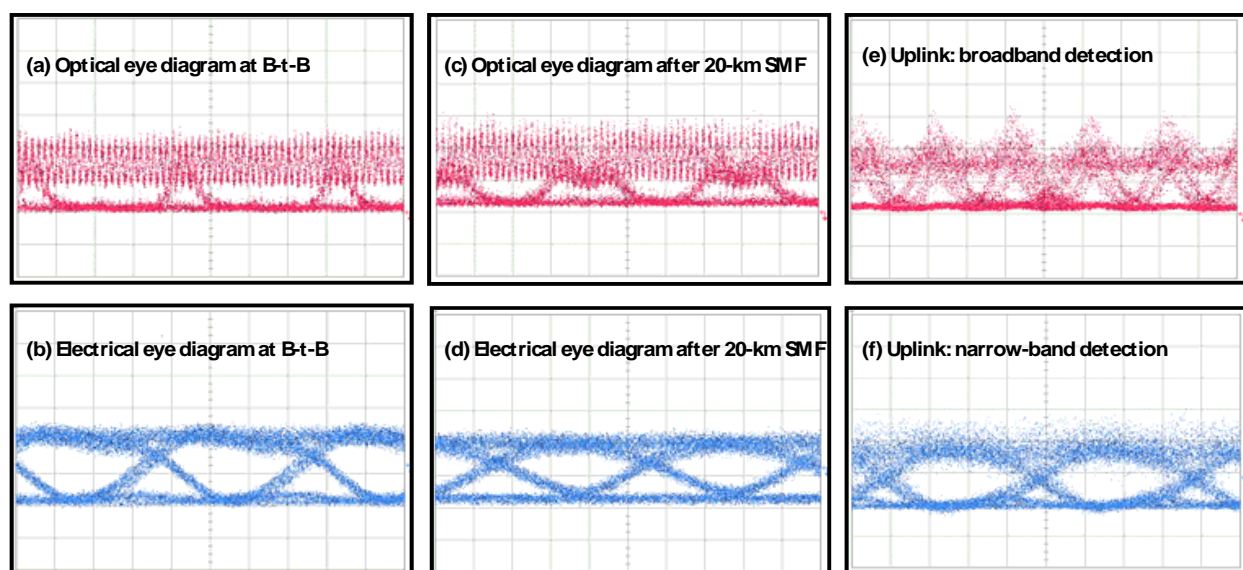 (a) Optical eye diagram at B-t-B
(c) Optical eye diagram after 20-km SMF
(e) Uplink: broadband detection
(b) Electrical eye diagram at B-t-B
(d) Electrical eye diagram after 20-km SMF
(f) Uplink: narrow-band detection